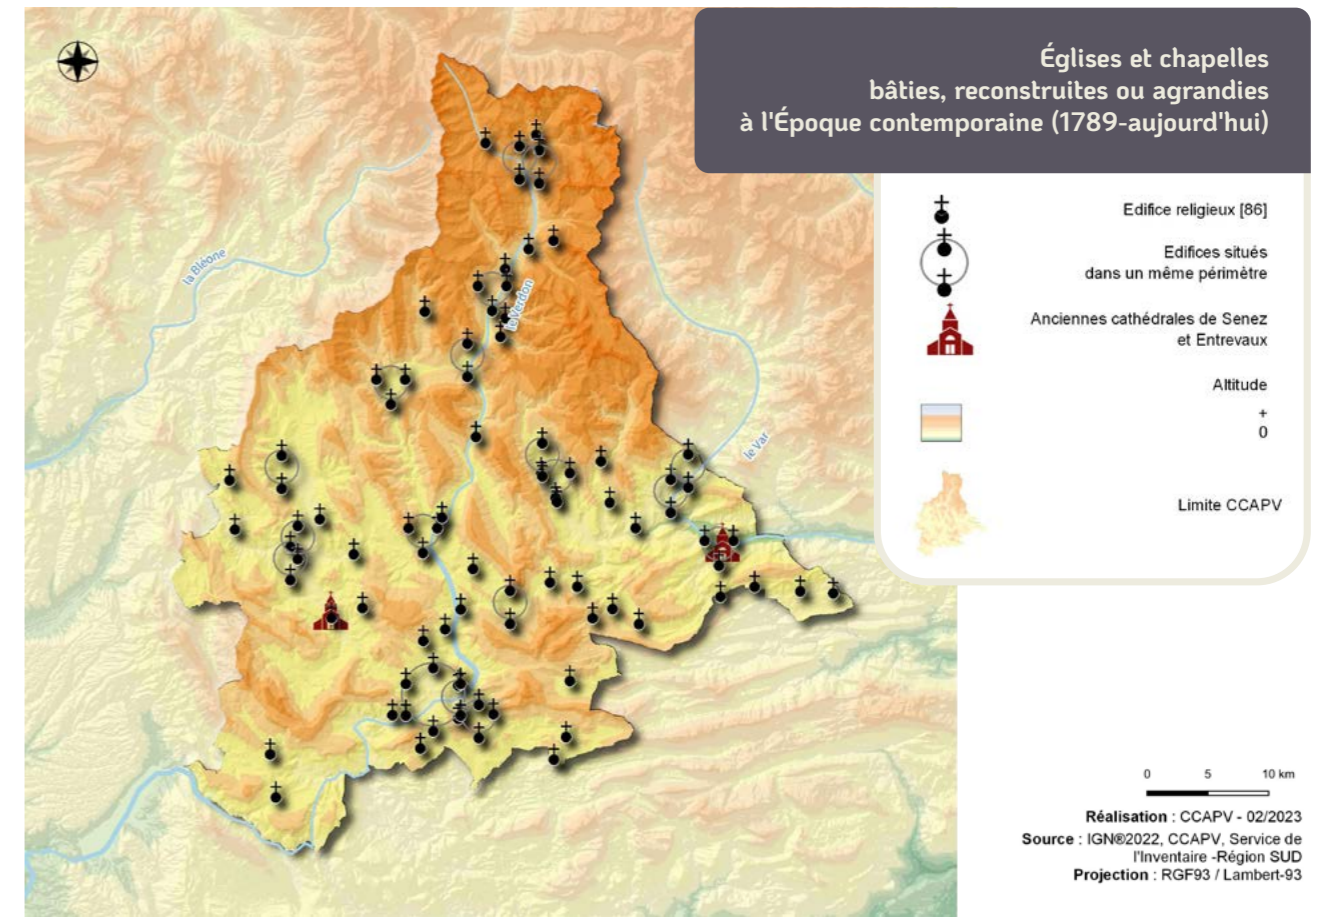 Églises et chapelles
bâties, reconstruites ou agrandies
à l'Époque contemporaine (1789-aujourd'hui)
Edifice religieux [86]
Edifices situés
dans un même périmètre
Anciennes cathédrales de Senez
et Entrevaux
Altitude
+
0
Limite CCAPV
la Bléone
le Verdon
le Var
0 5 10 km
Réalisation : CCAPV - 02/2023
Source : IGN®2022, CCAPV, Service de
l'Inventaire -Région SUD
Projection : RGF93 / Lambert-93